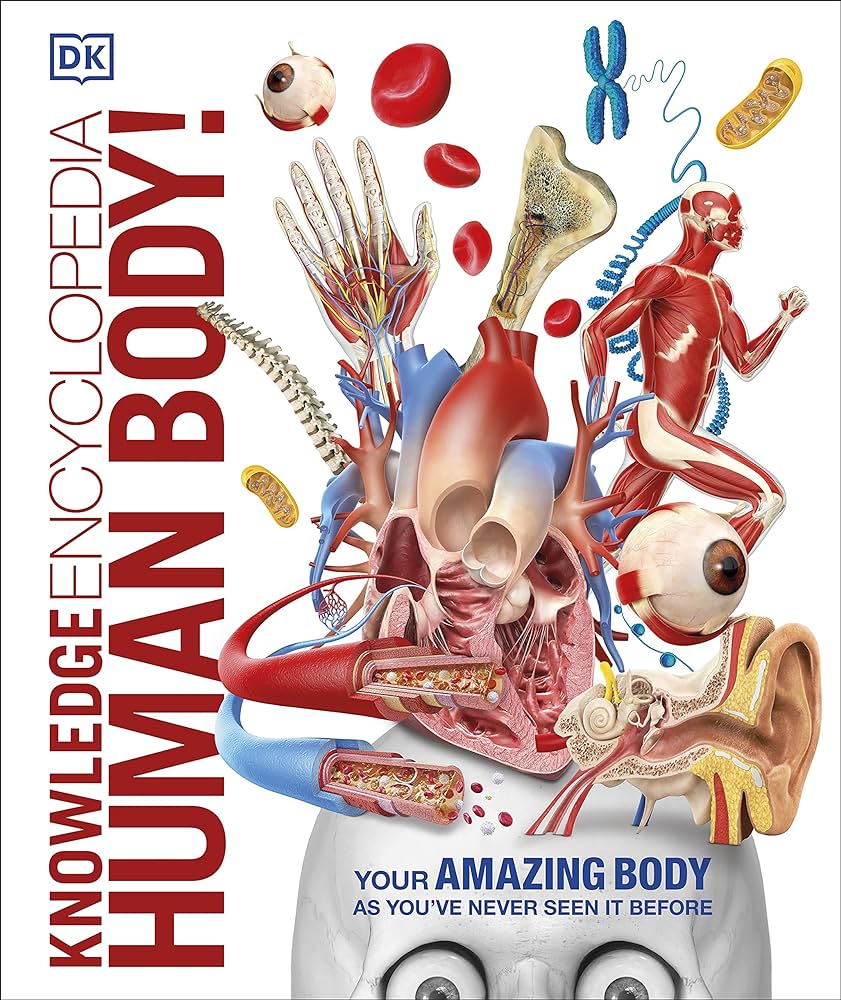 DK
KNOWLEDGE ENCYCLOPEDIA
HUMAN BODY!
YOUR AMAZING BODY
AS YOU'VE NEVER SEEN IT BEFORE